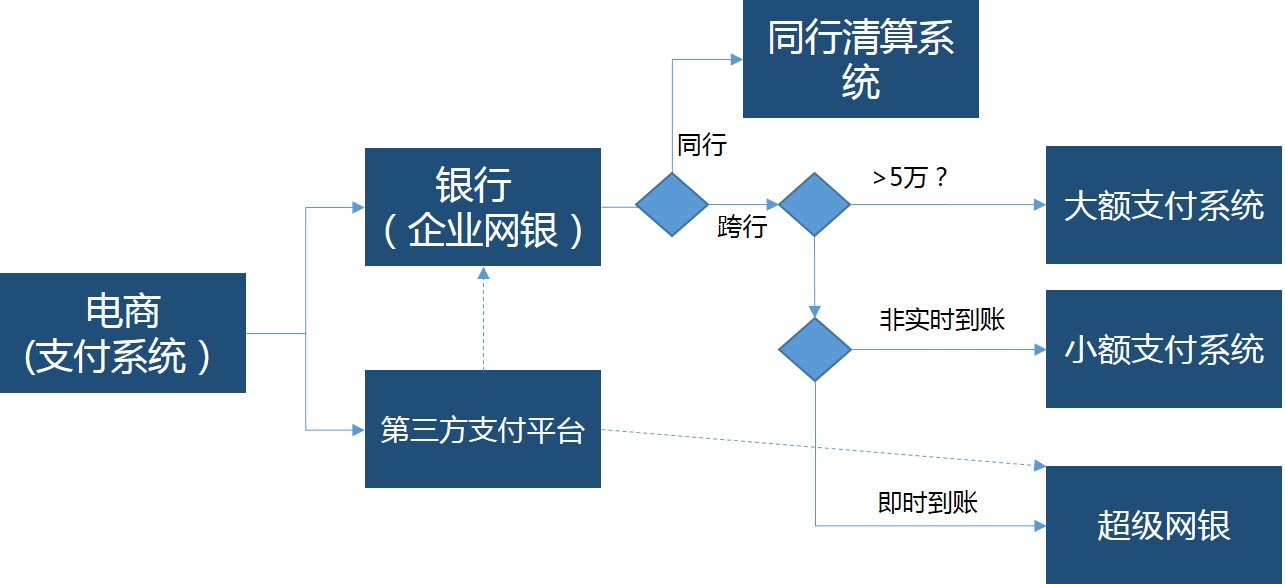 同行清算系
统
同行
银行
（企业网银）
跨行
>5万？
大额支付系统
电商
(支付系统）
非实时到账
小额支付系统
第三方支付平台
即时到账
超级网银